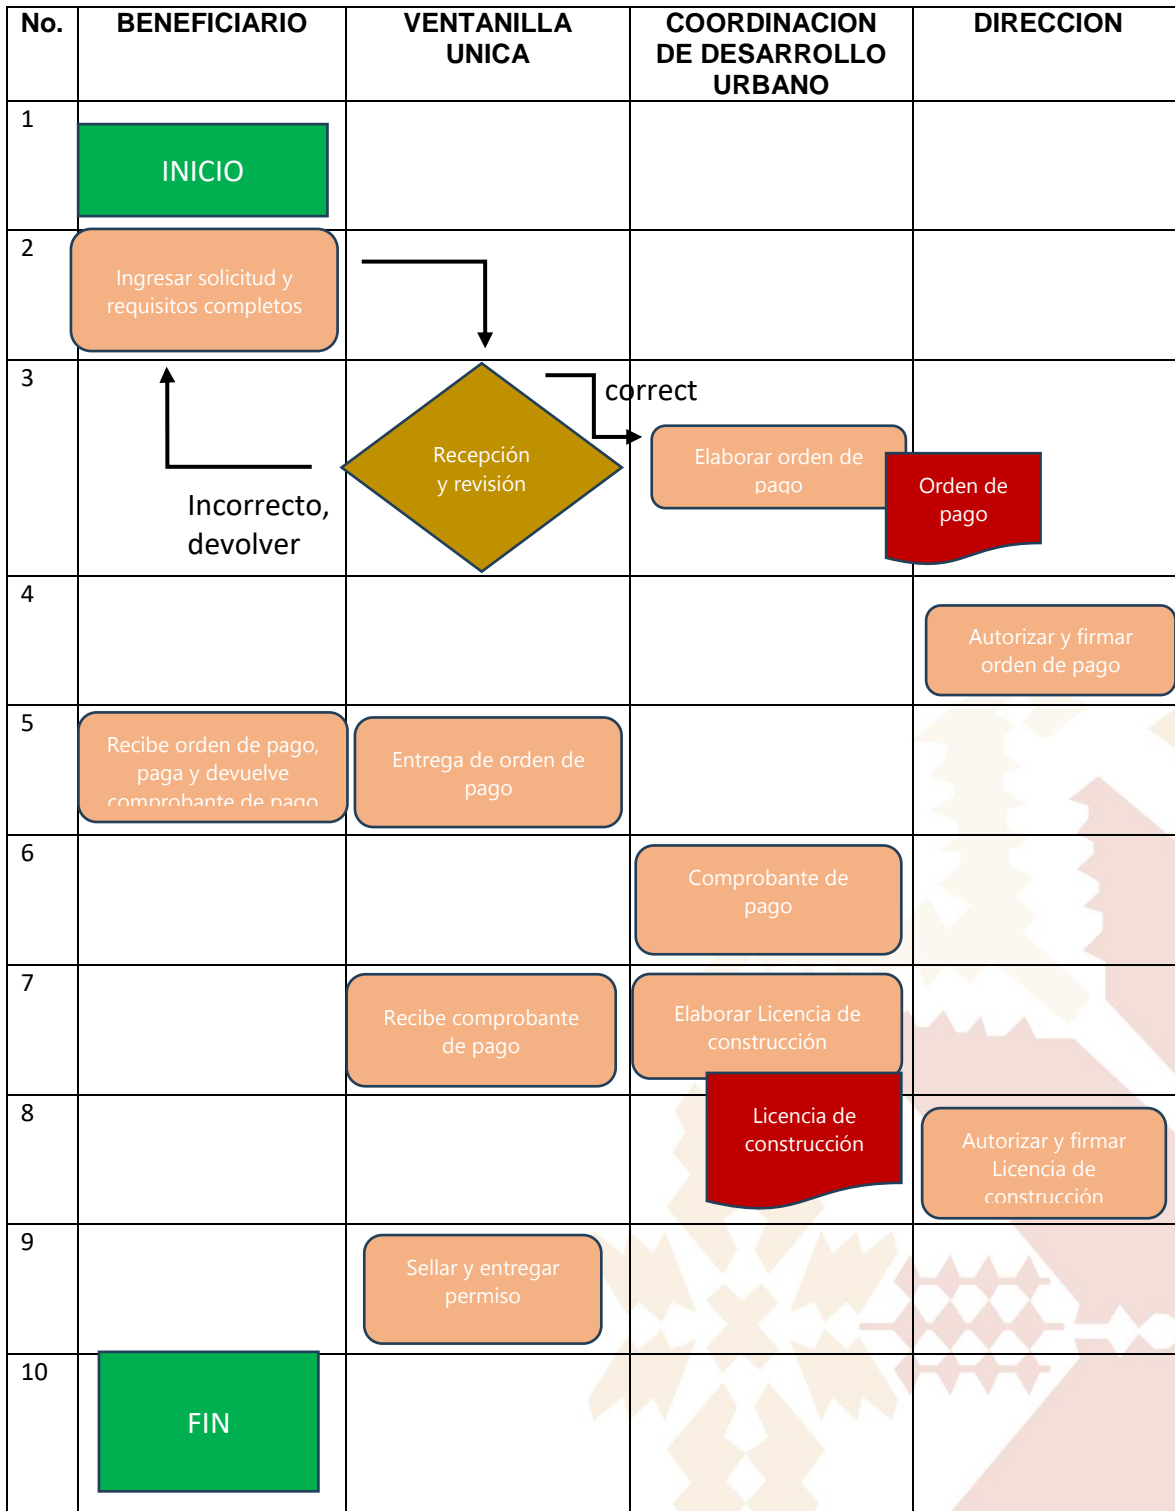 No.
BENEFICIARIO
VENTANILLA
UNICA
COORDINACION
DE DESARROLLO
URBANO
DIRECCION
1
INICIO
2
Ingresar solicitud y
requisitos completos
3
Recepción
y revisión
correct
Incorrecto,
devolver
Elaborar orden de
pago
Orden de
pago
4
Autorizar y firmar
orden de pago
5
Recibe orden de pago,
paga y devuelve
comprobante de pago
Entrega de orden de
pago
6
Comprobante de
pago
7
Recibe comprobante
de pago
Elaborar Licencia de
construcción
8
Licencia de
construcción
Autorizar y firmar
Licencia de
construcción
9
Sellar y entregar
permiso
10
FIN